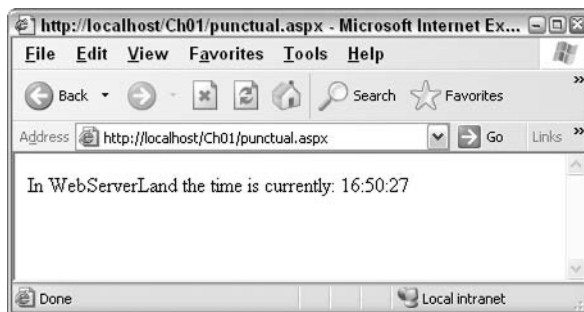 http://localhost/Ch01/punctual.aspx - Microsoft Internet Ex...
File Edit View Favorites Tools Help
Back Search Favorites »
Address http://localhost/Ch01/punctual.aspx Go Links »
In WebServerLand the time is currently: 16:50:27
Done Local intranet